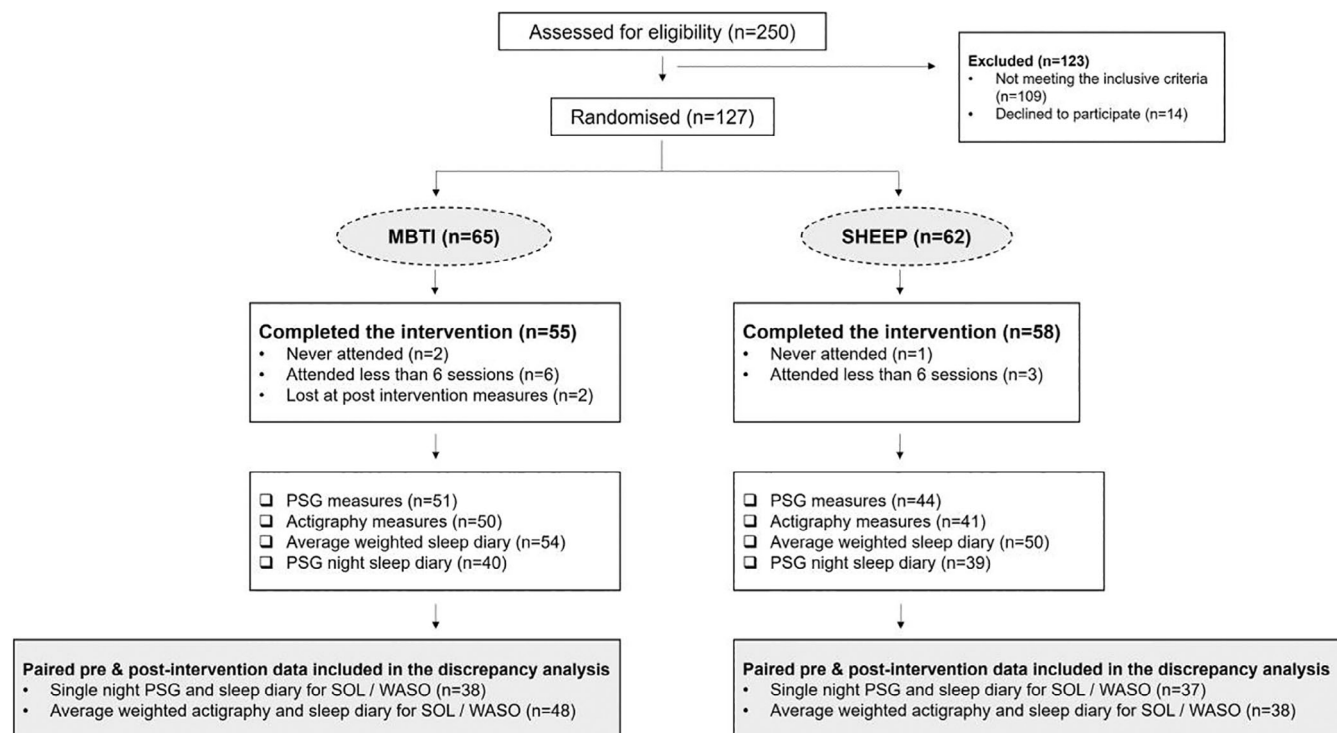 Assessed for eligibility (n=250)
Excluded (n=123)
• Not meeting the inclusive criteria
(n=109)
• Declined to participate (n=14)
Randomised (n=127)
MBTI (n=65)
SHEEP (n=62)
Completed the intervention (n=55)
• Never attended (n=2)
• Attended less than 6 sessions (n=6)
• Lost at post intervention measures (n=2)
Completed the intervention (n=58)
• Never attended (n=1)
• Attended less than 6 sessions (n=3)
❑ PSG measures (n=51)
❑ Actigraphy measures (n=50)
❑ Average weighted sleep diary (n=54)
❑ PSG night sleep diary (n=40)
❑ PSG measures (n=44)
❑ Actigraphy measures (n=41)
❑ Average weighted sleep diary (n=50)
❑ PSG night sleep diary (n=39)
Paired pre & post-intervention data included in the discrepancy analysis
• Single night PSG and sleep diary for SOL / WASO (n=38)
• Average weighted actigraphy and sleep diary for SOL / WASO (n=48)
Paired pre & post-intervention data included in the discrepancy analysis
• Single night PSG and sleep diary for SOL / WASO (n=37)
• Average weighted actigraphy and sleep diary for SOL / WASO (n=38)